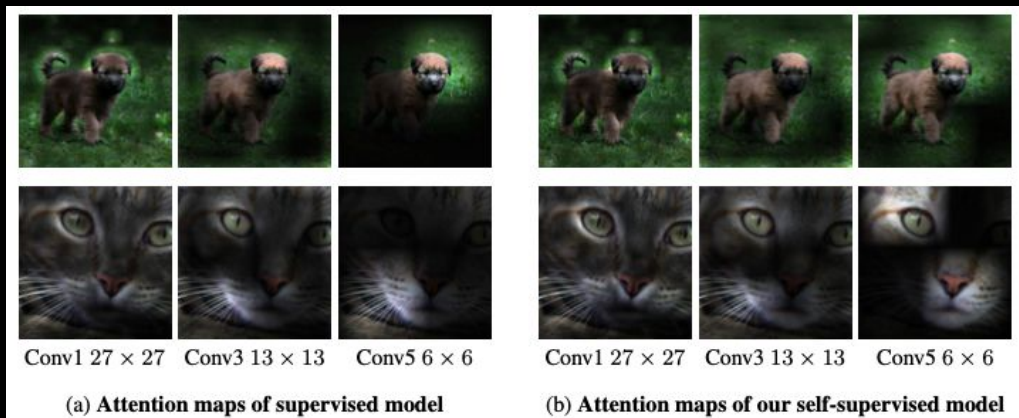 Conv1 27 × 27 Conv3 13 × 13 Conv5 6 × 6
(a) Attention maps of supervised model
Conv1 27 × 27 Conv3 13 × 13 Conv5 6 × 6
(b) Attention maps of our self-supervised model